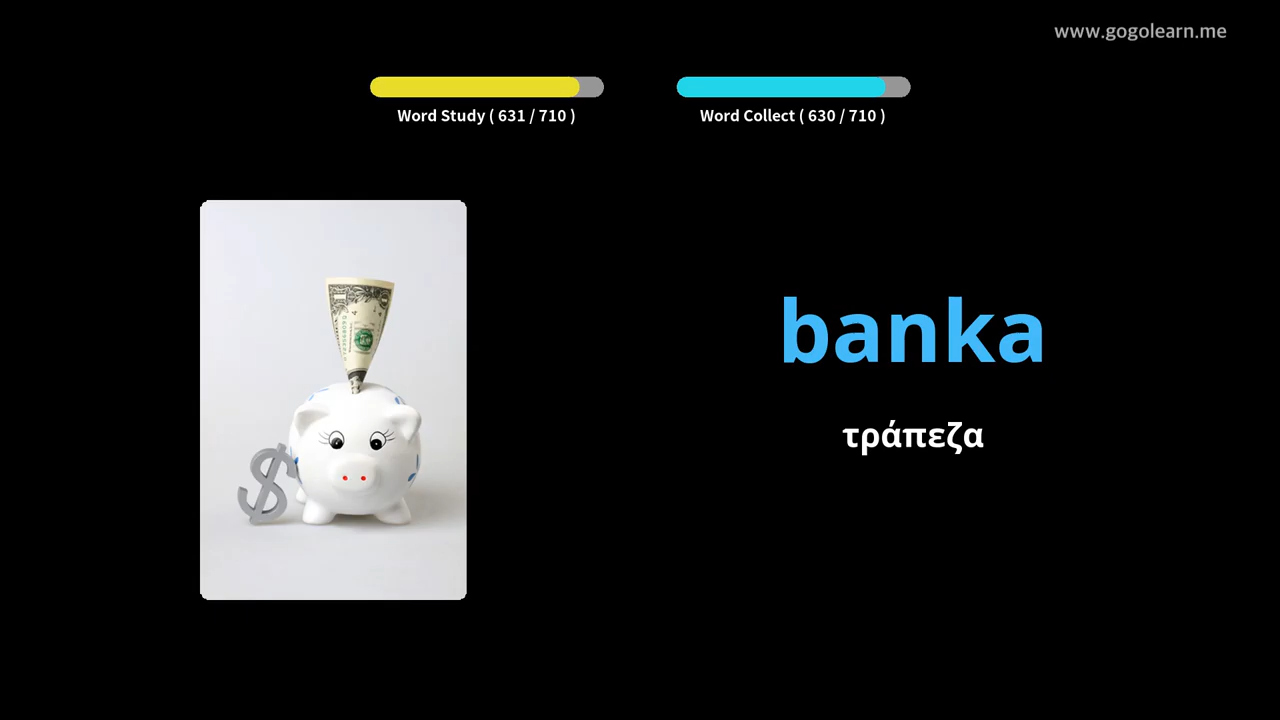 www.gogolearn.me
Word Study ( 631 / 710 )
Word Collect ( 630 / 710 )
$
banka
τράπεζα